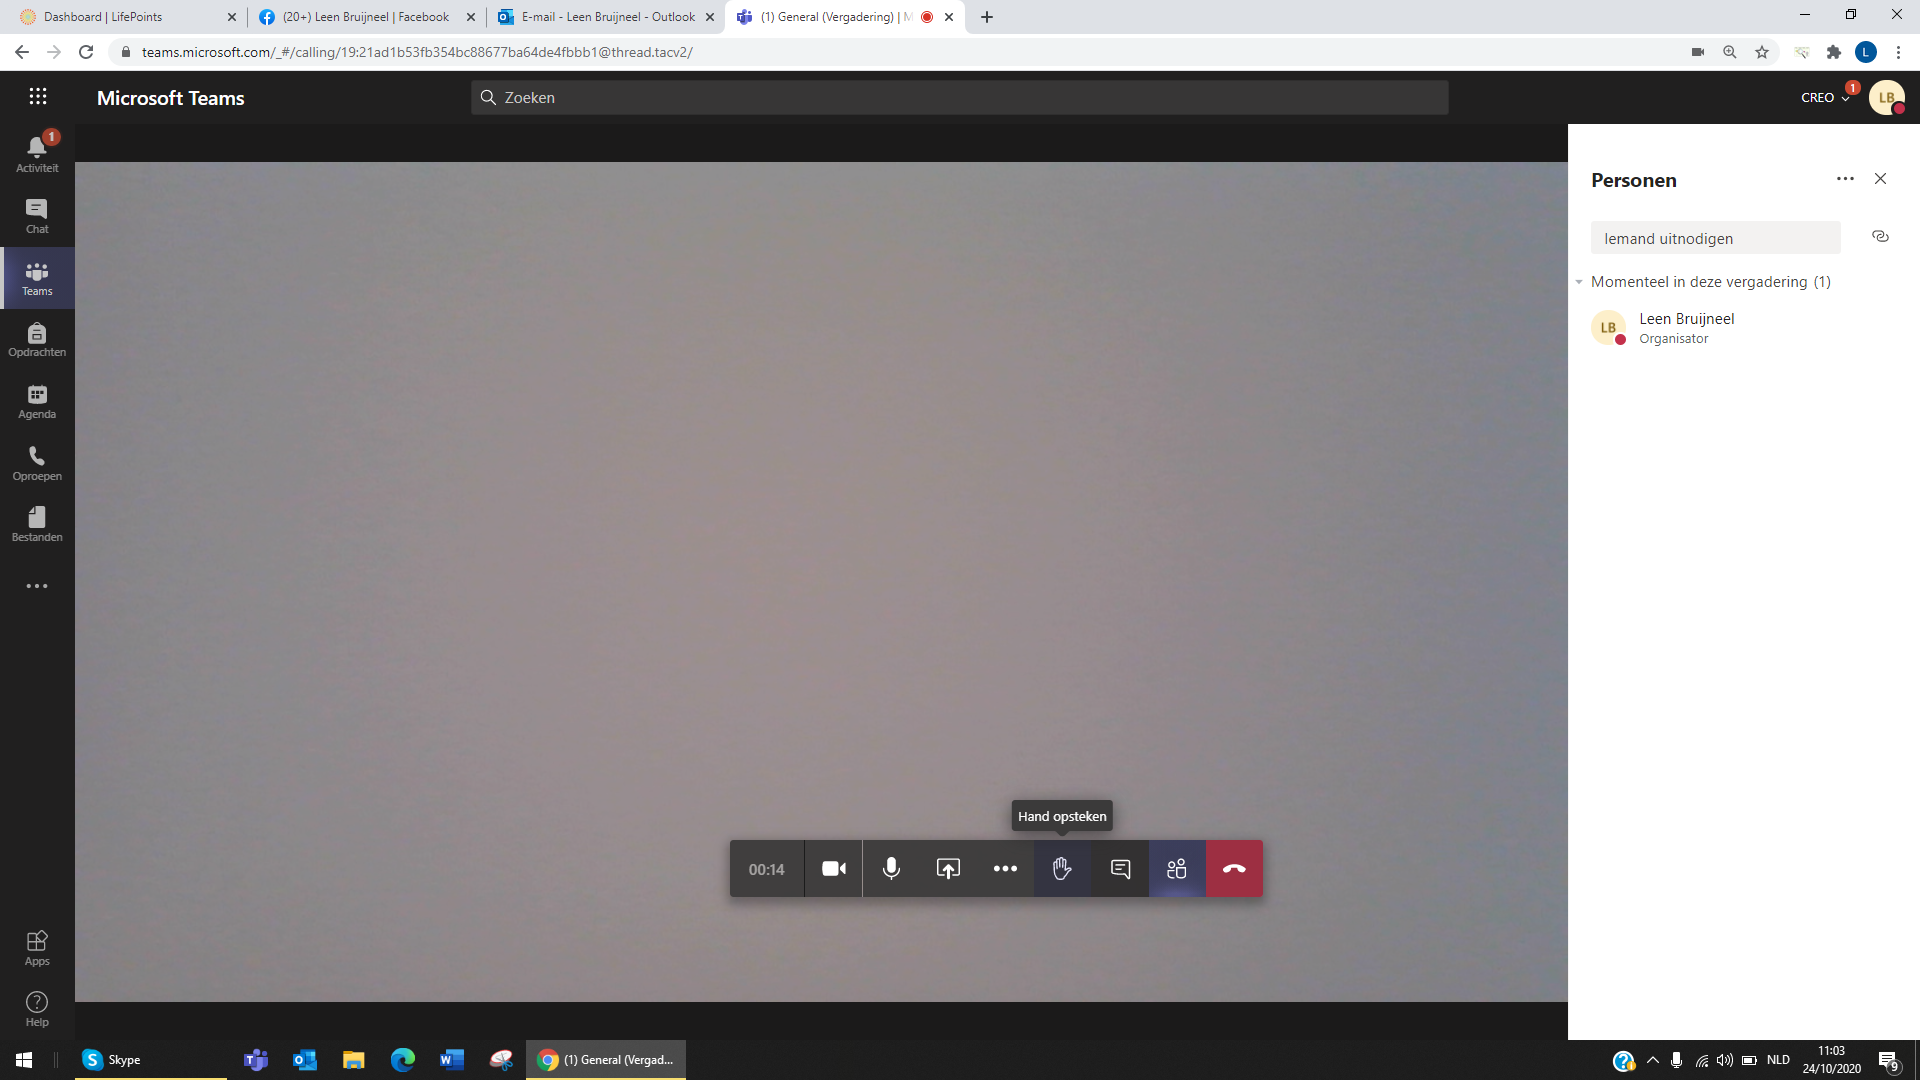 Dashboard | LifePoints
(20+) Leen Bruijneel | Facebook
E-mail - Leen Bruijneel - Outlook
(1) General (Vergadering) |
teams.microsoft.com/_#/calling/19:21ad1b53fb354bc88677ba64de4fbbb1@thread.tacv2/
L
Microsoft Teams
Zoeken
CREO
1
LB
1
Activiteit
Chat
Teams
Opdrachten
Agenda
Oproepen
Bestanden
Apps
Help
Personen
Iemand uitnodigen
Momenteel in deze vergadering (1)
LB
Leen Bruijneel
Organisator
Hand opsteken
00:14
Skype
(1) General (Vergad...
NLD
11:03
24/10/2020
9